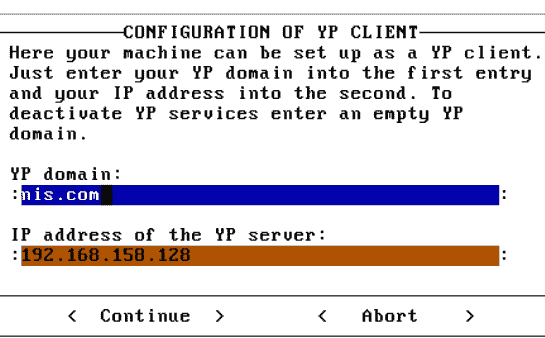 CONFIGURATION OF YP CLIENT
Here your machine can be set up as a YP client.
Just enter your YP domain into the first entry
and your IP address into the second. To
deactivate YP services enter an empty YP
domain.
YP domain:
:nis.com :
IP address of the YP server:
:192.168.158.128 :
< Continue > < Abort >